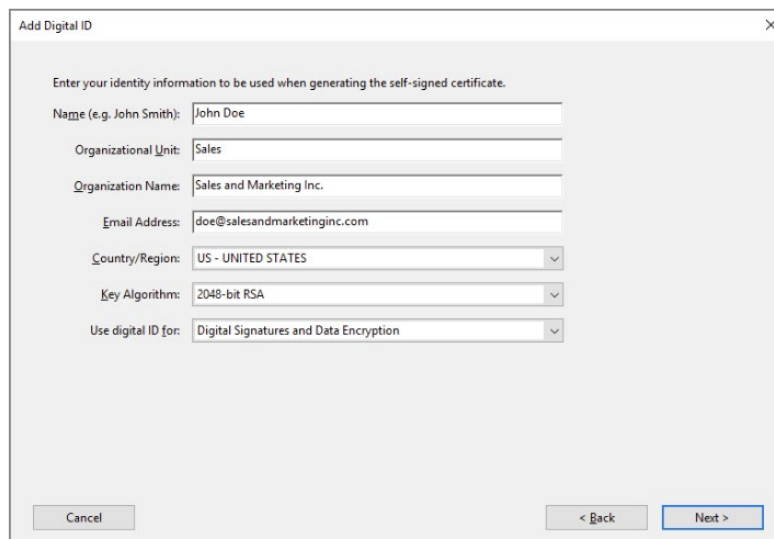 Add Digital ID
Enter your identity information to be used when generating the self-signed certificate.
Name (e.g. John Smith): John Doe
Organizational Unit: Sales
Organization Name: Sales and Marketing Inc.
Email Address: doe@salesandmarketinginc.com
Country/Region: US - UNITED STATES
Key Algorithm: 2048-bit RSA
Use digital ID for: Digital Signatures and Data Encryption
Cancel < Back Next >